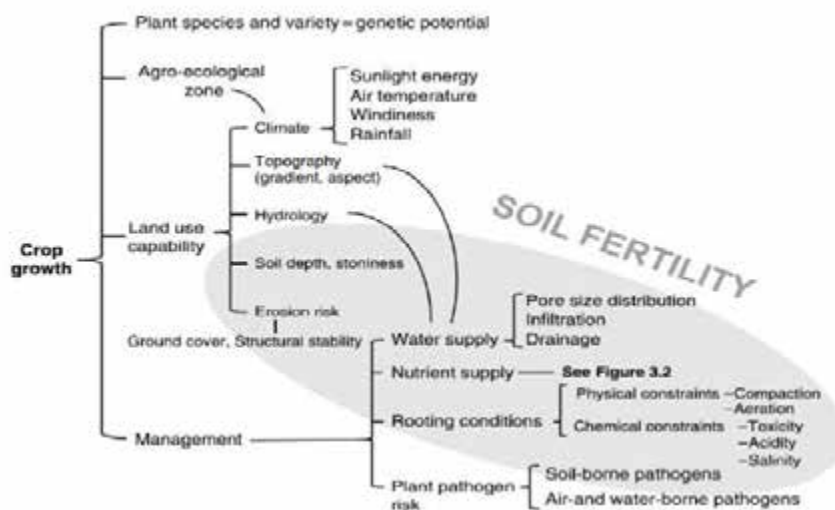 Plant species and variety = genetic potential
Agro-ecological
zone
Sunlight energy
Air temperature
Windiness
Rainfall
Climate
Topography
(gradient, aspect)
SOIL FERTILITY
Hydrology
Land use
capability
Crop
growth
Soil depth, stoniness
Erosion risk
Ground cover, Structural stability
Pore size distribution
Infiltration
Drainage
Water supply
Nutrient supply
See Figure 3.2
Rooting conditions
Physical constraints –Compaction
–Aeration
Chemical constraints –Toxicity
–Acidity
–Salinity
Management
Plant pathogen
risk
Soil-borne pathogens
Air-and water-borne pathogens